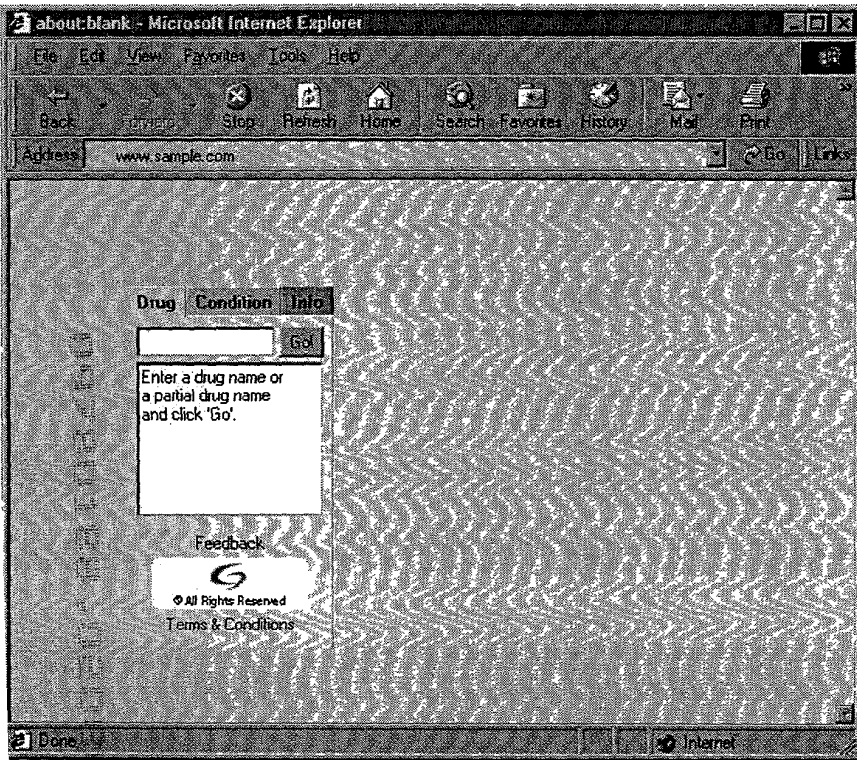 about:blank - Microsoft Internet Explorer
File Edit View Favorites Tools Help
Back Forward Stop Refresh Home Search Favorites History Mail Print
Address www.sample.com Go Links
Drug Condition Info
Go!
Enter a drug name or
a partial drug name
and click 'Go'.
Feedback
© All Rights Reserved
Terms & Conditions
Done Internet